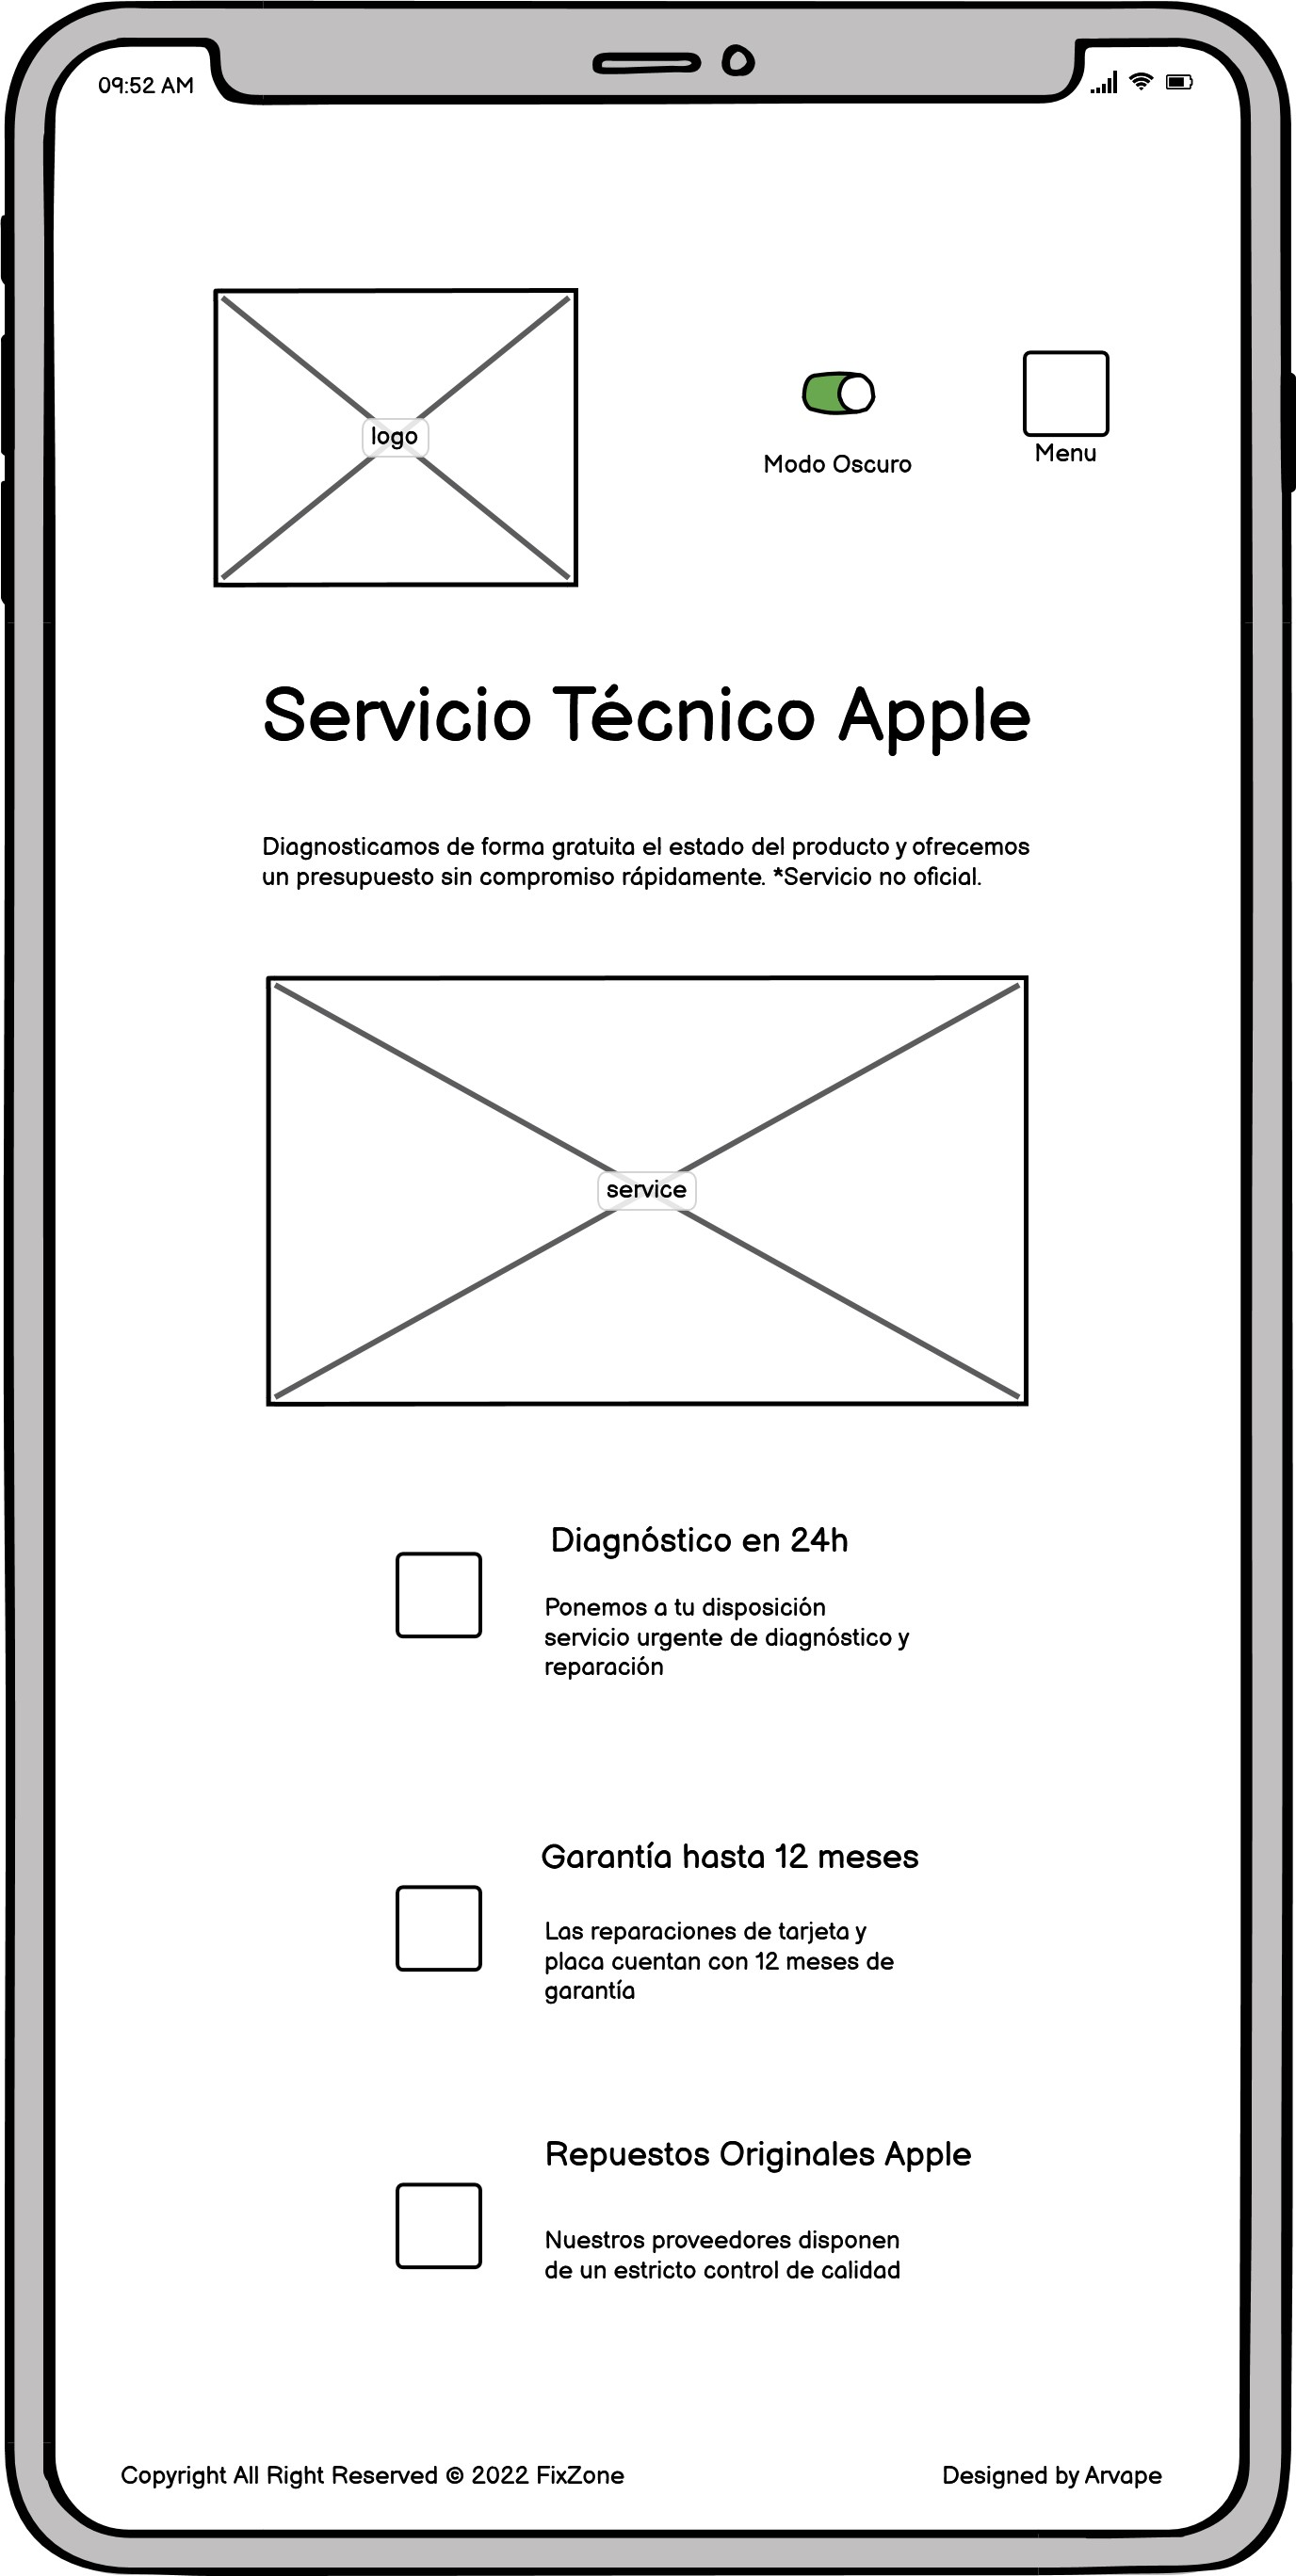 09:52 AM
logo
Modo Oscuro
Menu
Servicio Técnico Apple
Diagnosticamos de forma gratuita el estado del producto y ofrecemos
un presupuesto sin compromiso rápidamente. *Servicio no oficial.
service
Diagnóstico en 24h
Ponemos a tu disposición
servicio urgente de diagnóstico y
reparación
Garantía hasta 12 meses
Las reparaciones de tarjeta y
placa cuentan con 12 meses de
garantía
Repuestos Originales Apple
Nuestros proveedores disponen
de un estricto control de calidad
Copyright All Right Reserved © 2022 FixZone
Designed by Arvape